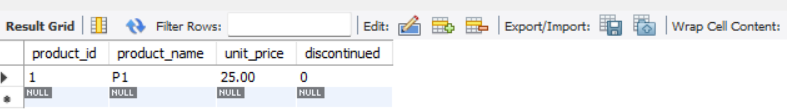 Result Grid Filter Rows: Edit: Export/Import: Wrap Cell Content:
product_id product_name unit_price discontinued
1 P1 25.00 0
NULL NULL NULL NULL